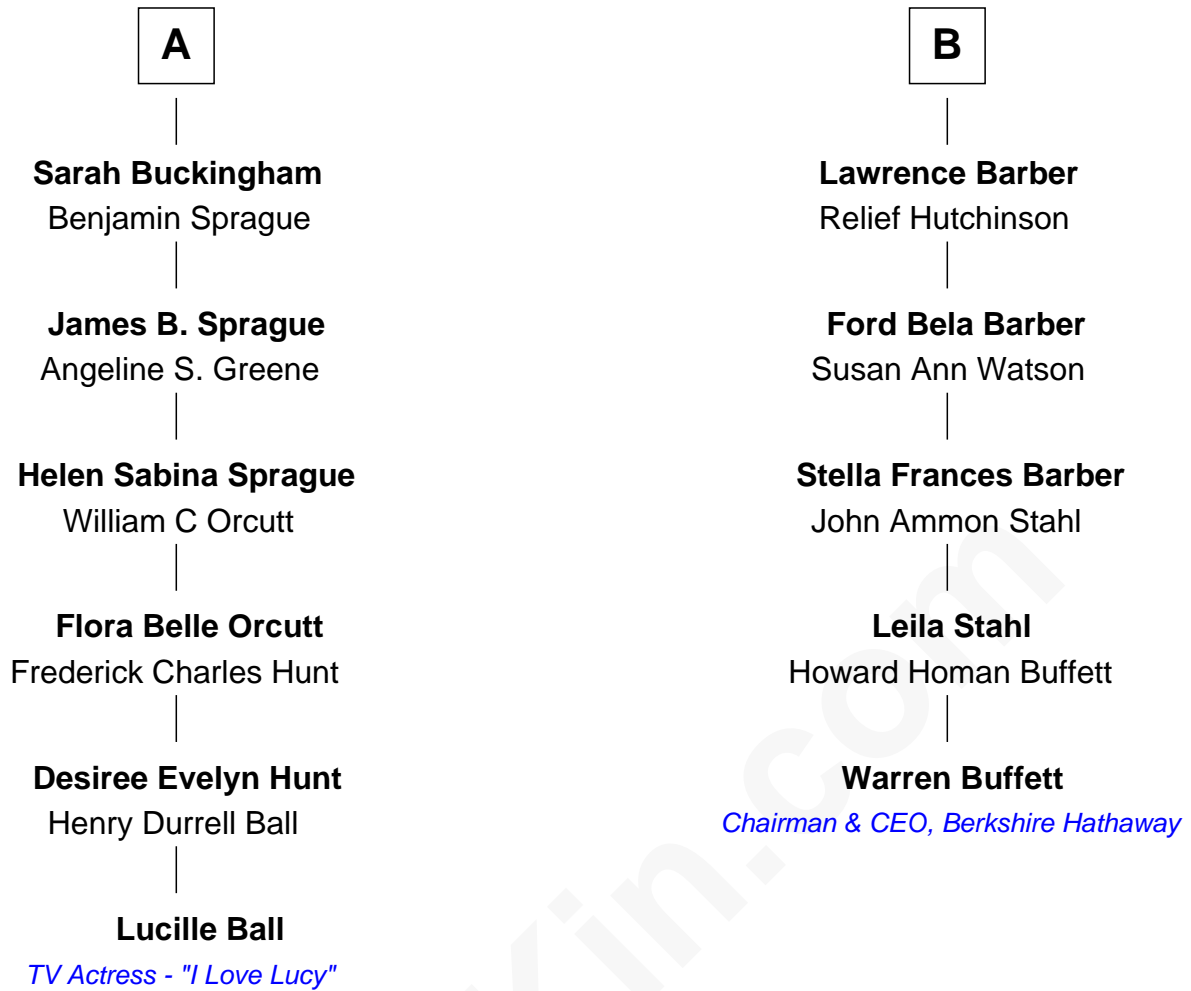 A
Sarah Buckingham
Benjamin Sprague
James B. Sprague
Angeline S. Greene
Helen Sabina Sprague
William C Orcutt
Flora Belle Orcutt
Frederick Charles Hunt
Desiree Evelyn Hunt
Henry Durrell Ball
Lucille Ball
TV Actress - "I Love Lucy"
B
Lawrence Barber
Relief Hutchinson
Ford Bela Barber
Susan Ann Watson
Stella Frances Barber
John Ammon Stahl
Leila Stahl
Howard Homan Buffett
Warren Buffett
Chairman & CEO, Berkshire Hathaway
Kin.com